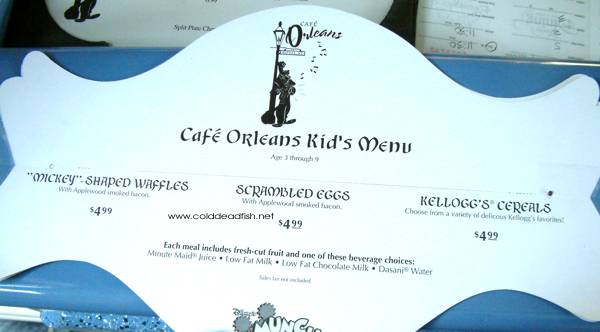 Split Plate Ch
CAFÉ
Orleans
Café Orleans Kid's Menu
Age 3 through 9
"Mickey"-Shaped Waffles
With Applewood smoked bacon.
$4.99
Scrambled Eggs
With Applewood smoked bacon.
$4.99
Kellogg's® Cereals
Choose from a variety of delicous Kellogg's favorites!
$4.99
www.colddeadfish.net
Each meal includes fresh-cut fruit and one of these beverage choices:
Minute Maid® Juice • Low Fat Milk • Low Fat Chocolate Milk • Dasani® Water
Sales tax not included